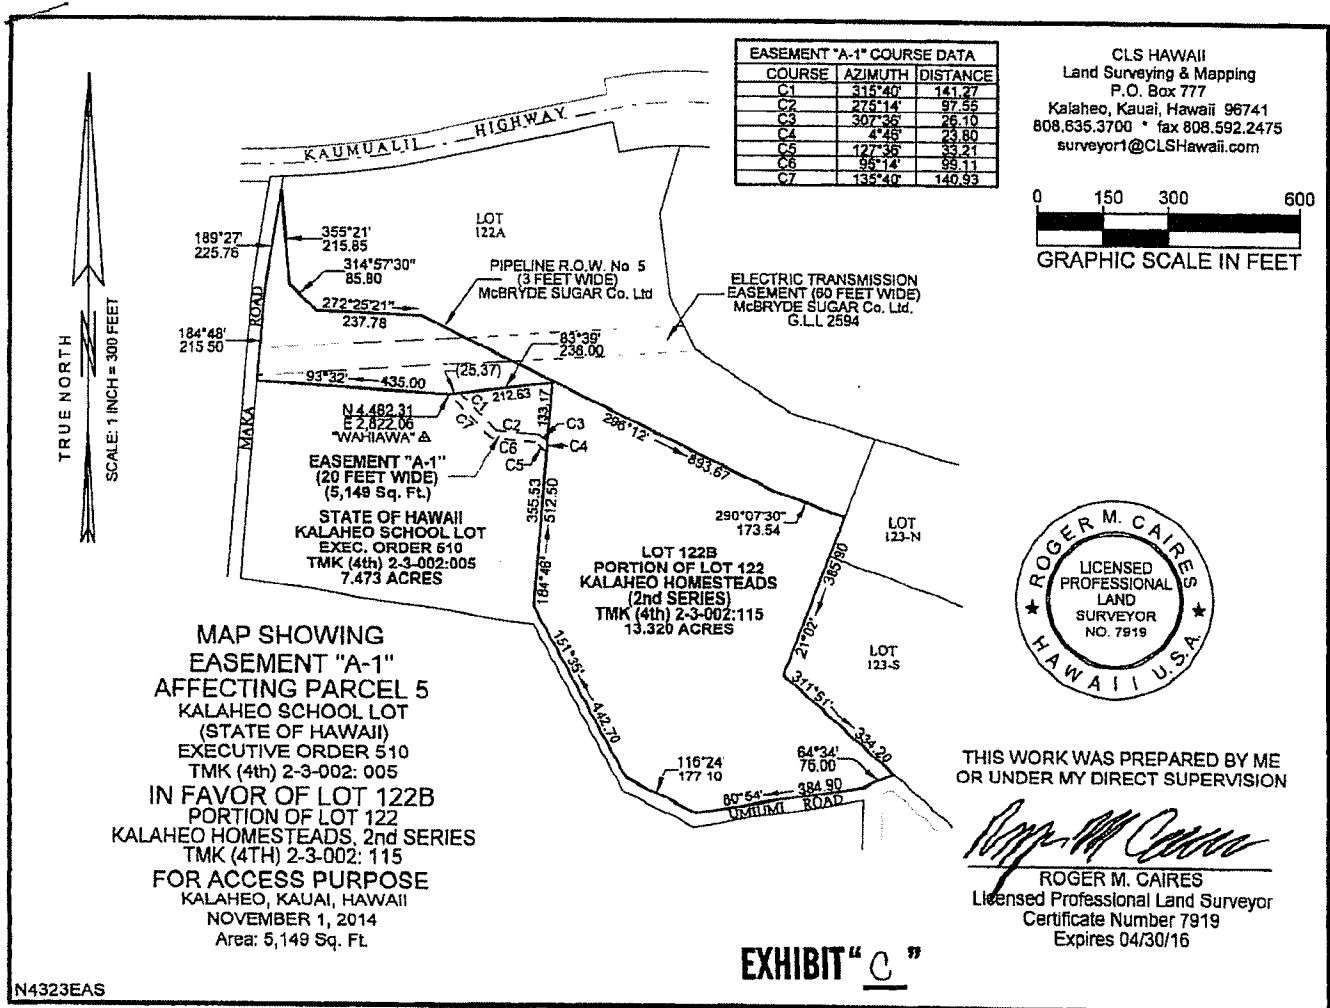 EASEMENT "A-1" COURSE DATA
COURSE AZIMUTH DISTANCE
C1 315°40' 141.27
C2 275°14' 97.55
C3 307°36' 26.10
C4 4°46' 23.80
C5 127°36' 33.21
C6 95°14' 99.11
C7 135°40' 140.93
CLS HAWAII
Land Surveying & Mapping
P.O. Box 777
Kalaheo, Kauai, Hawaii 96741
808.635.3700 * fax 808.592.2475
surveyor1@CLSHawaii.com
0 150 300 600
GRAPHIC SCALE IN FEET
TRUE NORTH
SCALE: 1 INCH = 300 FEET
N
KAUMUALII HIGHWAY
MAKA ROAD
LOT
122A
189°27'
225.76
355°21'
215.85
314°57'30"
85.80
272°25'21"
237.78
PIPELINE R.O.W. No 5
(3 FEET WIDE)
McBRYDE SUGAR Co. Ltd
ELECTRIC TRANSMISSION
EASEMENT (60 FEET WIDE)
McBRYDE SUGAR Co. Ltd.
G.L.L 2594
184°48'
215 50
83°39'
236.00
93°32' 435.00
(25.37)
212.63
133.17
N 4,482.31
E 2,822.06
"WAHIAWA"
C1
C7
C2
C6
C3
C4
C5
296°12' 893.67
EASEMENT "A-1"
(20 FEET WIDE)
(5,149 Sq. Ft.)
355.53
184°46' 512.50
STATE OF HAWAII
KALAHEO SCHOOL LOT
EXEC. ORDER 510
TMK (4th) 2-3-002:005
7.473 ACRES
290°07'30"
173.54
LOT
123-N
LOT 122B
PORTION OF LOT 122
KALAHEO HOMESTEADS
(2nd SERIES)
TMK (4th) 2-3-002:115
13.320 ACRES
21°02' 385.90
LOT
123-S
151°35' 442.70
311°51' 334.20
116°24'
177 10
64°34'
76.00
80°54' 384.90
UMIUMI ROAD
ROGER M. CAIRES
LICENSED
PROFESSIONAL
LAND
SURVEYOR
NO. 7919
HAWAII U.S.A.
MAP SHOWING
EASEMENT "A-1"
AFFECTING PARCEL 5
KALAHEO SCHOOL LOT
(STATE OF HAWAII)
EXECUTIVE ORDER 510
TMK (4th) 2-3-002: 005
IN FAVOR OF LOT 122B
PORTION OF LOT 122
KALAHEO HOMESTEADS, 2nd SERIES
TMK (4TH) 2-3-002: 115
FOR ACCESS PURPOSE
KALAHEO, KAUAI, HAWAII
NOVEMBER 1, 2014
Area: 5,149 Sq. Ft.
THIS WORK WAS PREPARED BY ME
OR UNDER MY DIRECT SUPERVISION
Roger M Caires
ROGER M. CAIRES
Licensed Professional Land Surveyor
Certificate Number 7919
Expires 04/30/16
EXHIBIT "C"
N4323EAS